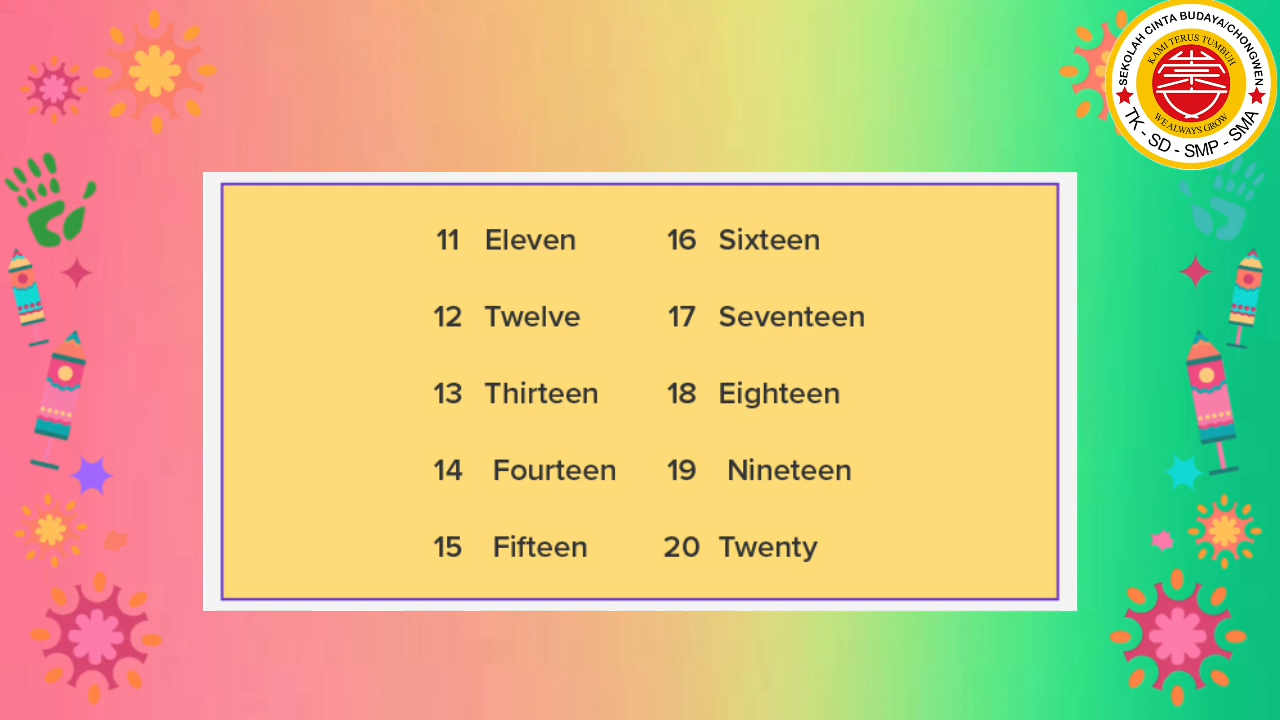 SEKOLAH CINTA BUDAYA/CHONGWEN
KAMI TERUS TUMBUH
WE ALWAYS GROW
TK - SD - SMP - SMA
11 Eleven 16 Sixteen
12 Twelve 17 Seventeen
13 Thirteen 18 Eighteen
14 Fourteen 19 Nineteen
15 Fifteen 20 Twenty